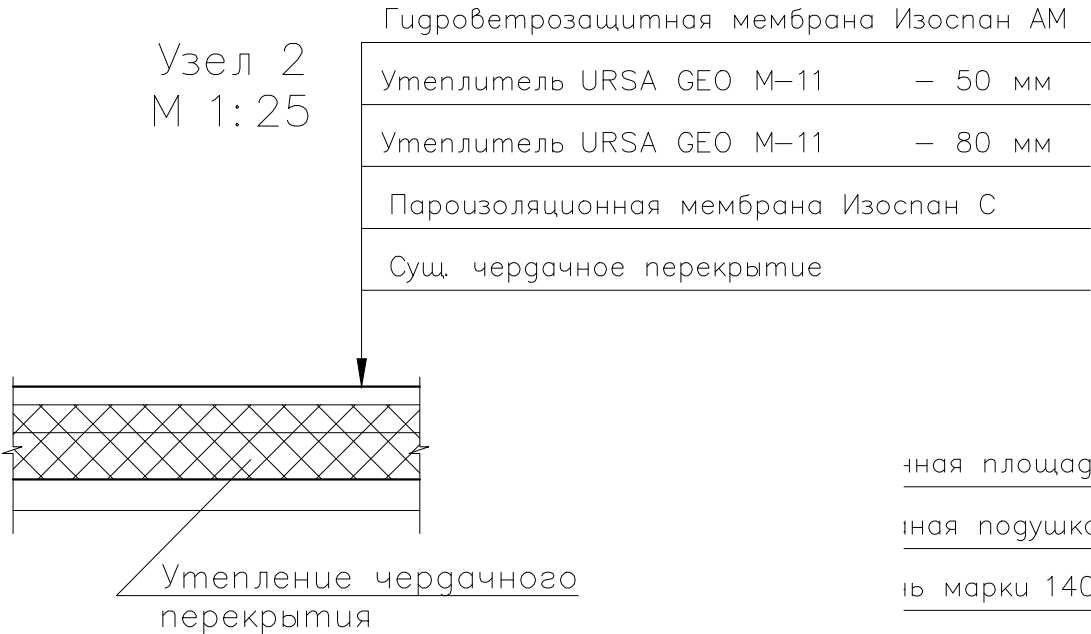 Узел 2
М 1:25
Гидроветрозащитная мембрана Изоспан АМ
Утеплитель URSA GEO М-11 - 50 мм
Утеплитель URSA GEO М-11 - 80 мм
Пароизоляционная мембрана Изоспан С
Сущ. чердачное перекрытие
Утепление чердачного
перекрытия
марки